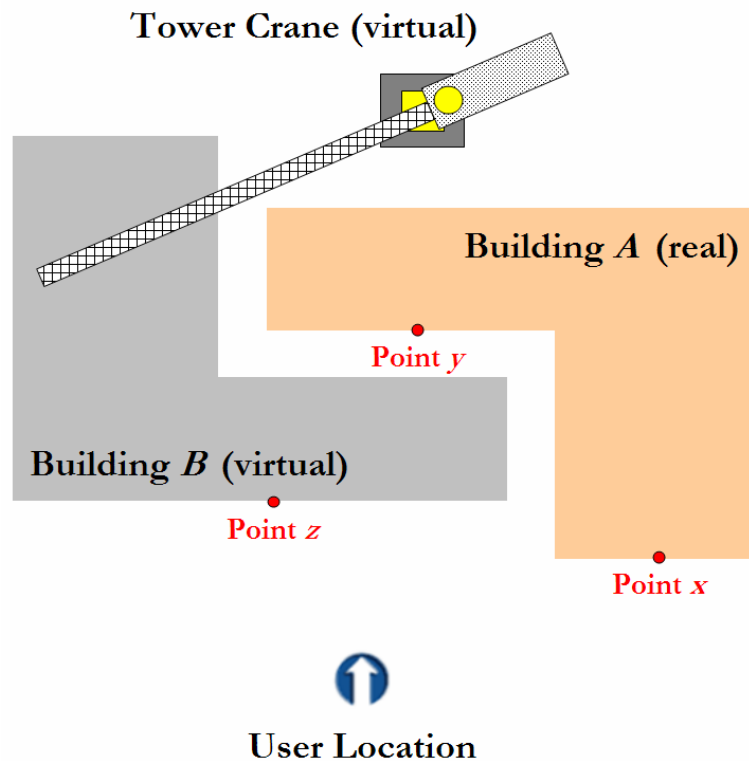 Tower Crane (virtual)
Building A (real)
Point y
Building B (virtual)
Point z
Point x
User Location